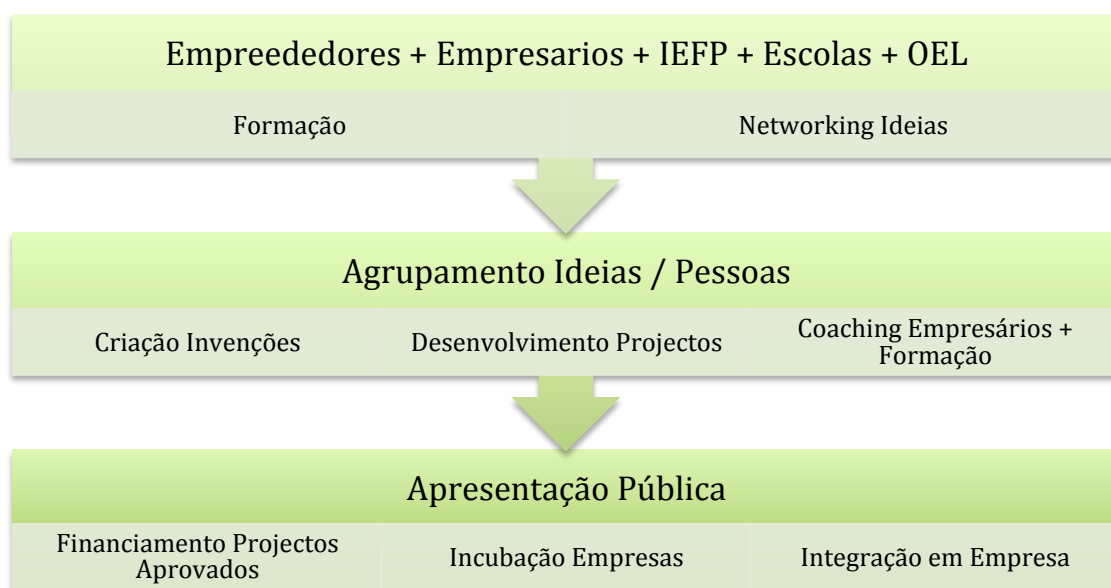 Empreededores + Empresarios + IEFP + Escolas + OEL
Formação
Networking Ideias
Agrupamento Ideias / Pessoas
Criação Invenções
Desenvolvimento Projectos
Coaching Empresários +
Formação
Apresentação Pública
Financiamento Projectos
Aprovados
Incubação Empresas
Integração em Empresa